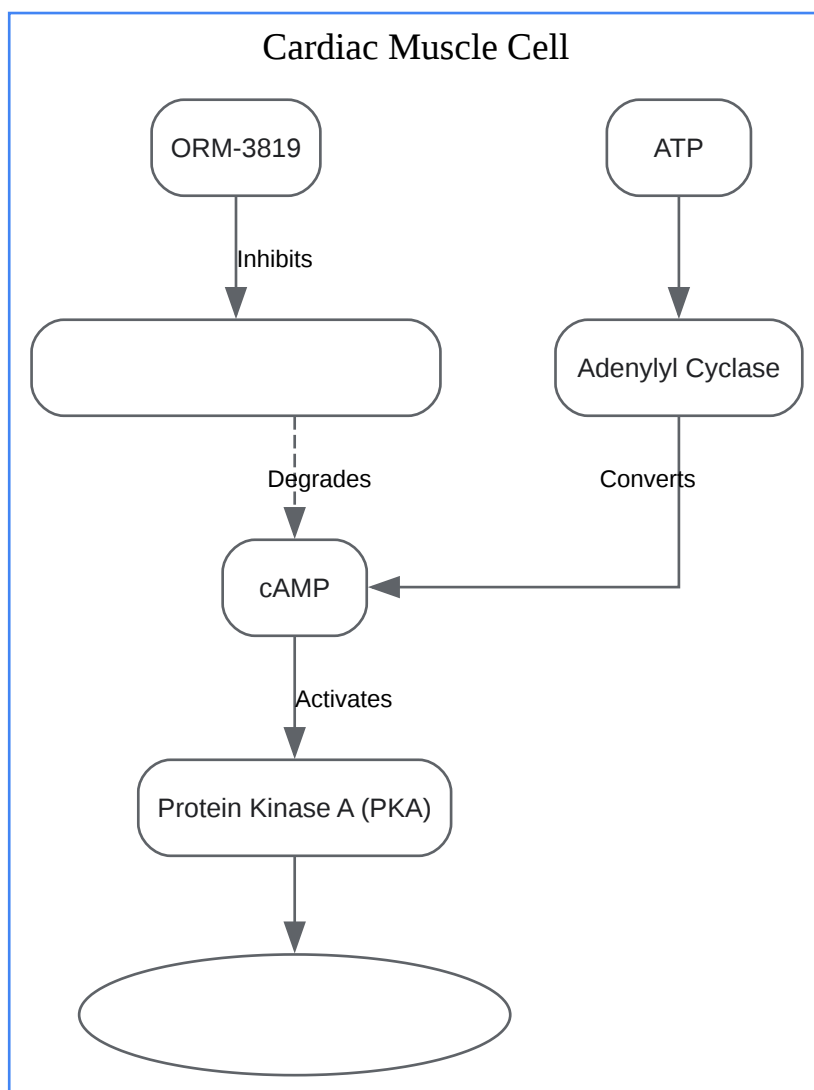 Cardiac Muscle Cell
ORM-3819
ATP
Inhibits
Adenylyl Cyclase
Degrades
Converts
cAMP
Activates
Protein Kinase A (PKA)